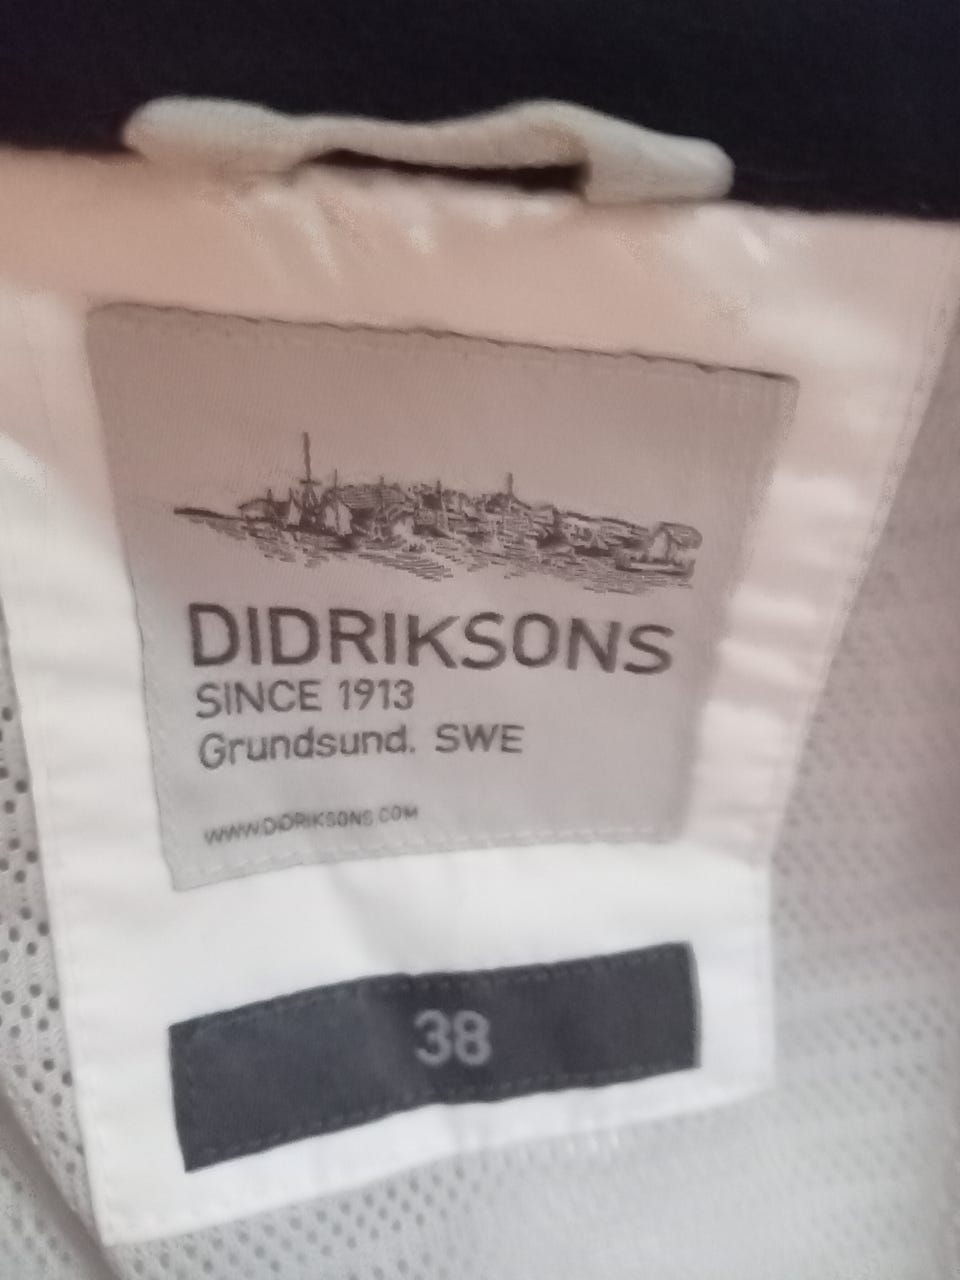 DIDRIKSONS
SINCE 1913
Grundsund. SWE
WWW.DIDRIKSONS.COM
38